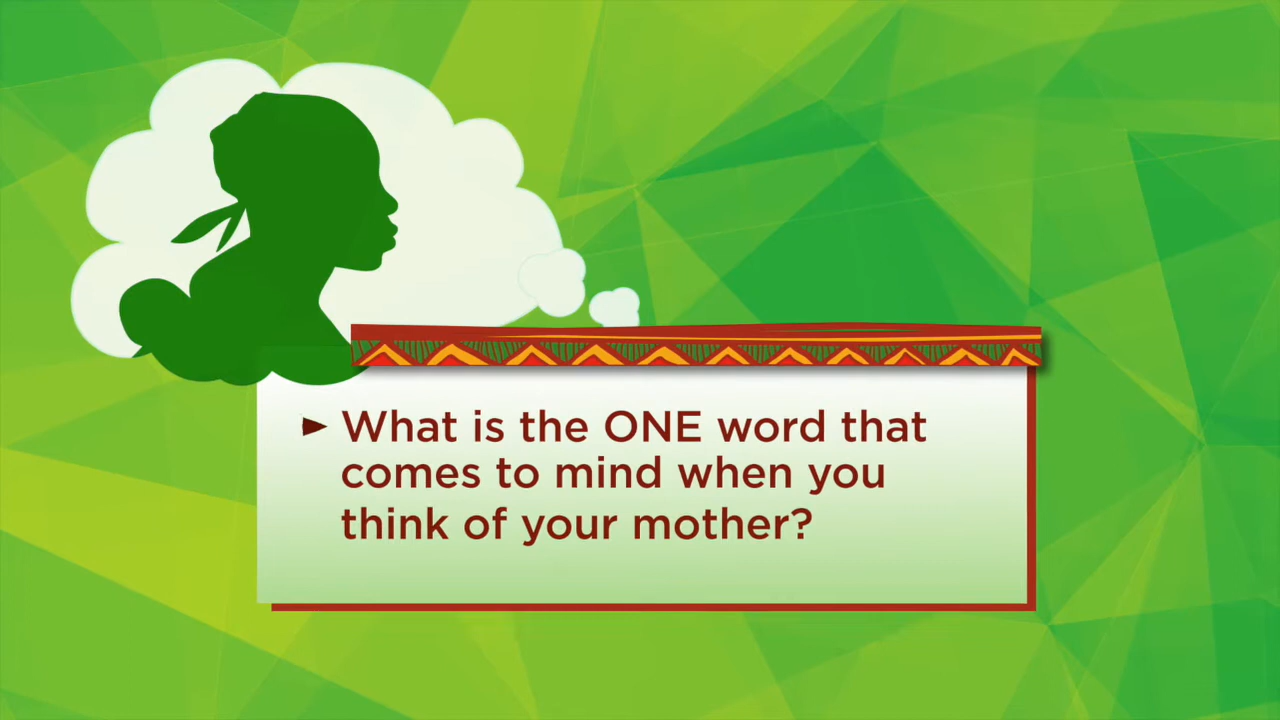 What is the ONE word that
comes to mind when you
think of your mother?